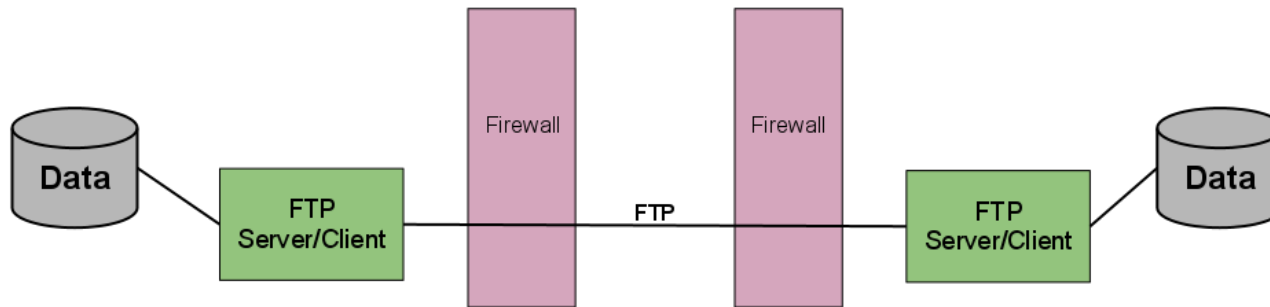 Firewall
Firewall
Data
FTP
Server/Client
FTP
FTP
Server/Client
Data